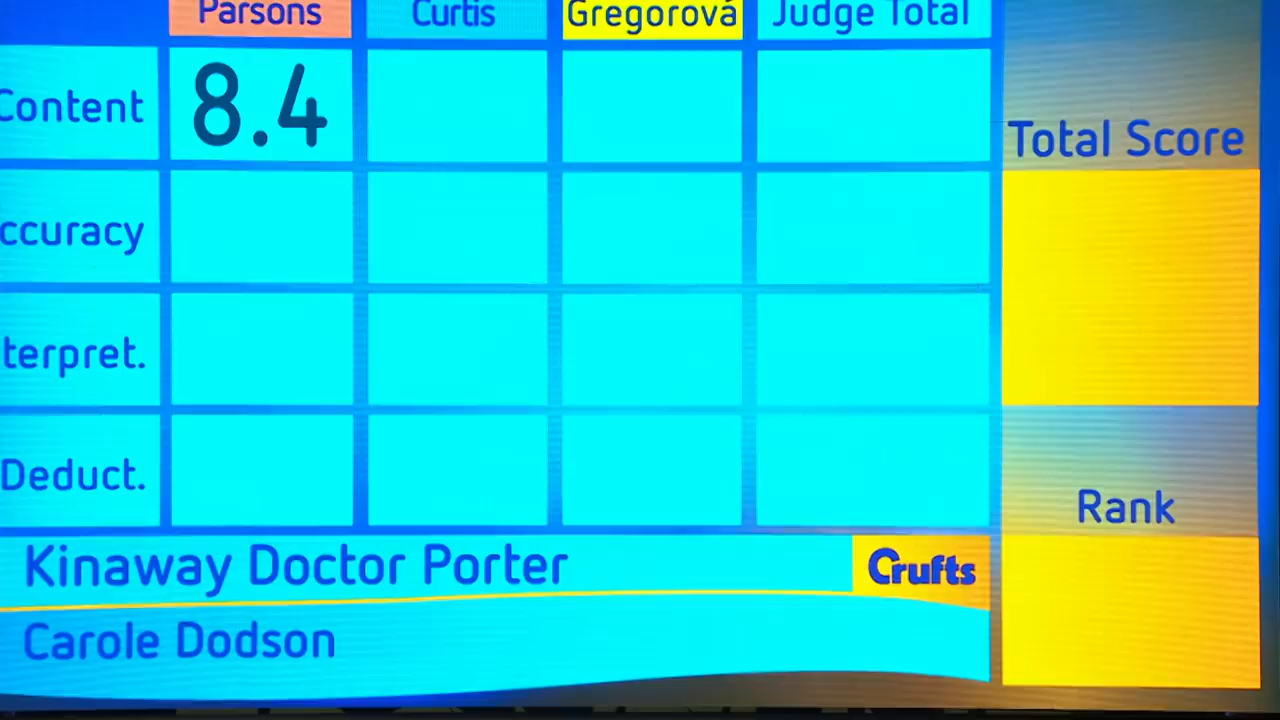 Parsons Curtis Gregorová Judge Total
Content 8.4
Total Score
ccuracy
terpret.
Deduct.
Rank
Kinaway Doctor Porter Crufts
Carole Dodson